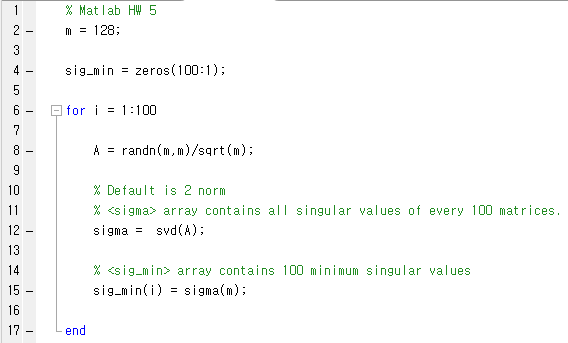 1 % Matlab HW 5
2 – m = 128;
3
4 – sig_min = zeros(100:1);
5
6 – for i = 1:100
7
8 – A = randn(m,m)/sqrt(m);
9
10 % Default is 2 norm
11 % <sigma> array contains all singular values of every 100 matrices.
12 – sigma = svd(A);
13
14 % <sig_min> array contains 100 minimum singular values
15 – sig_min(i) = sigma(m);
16
17 – end